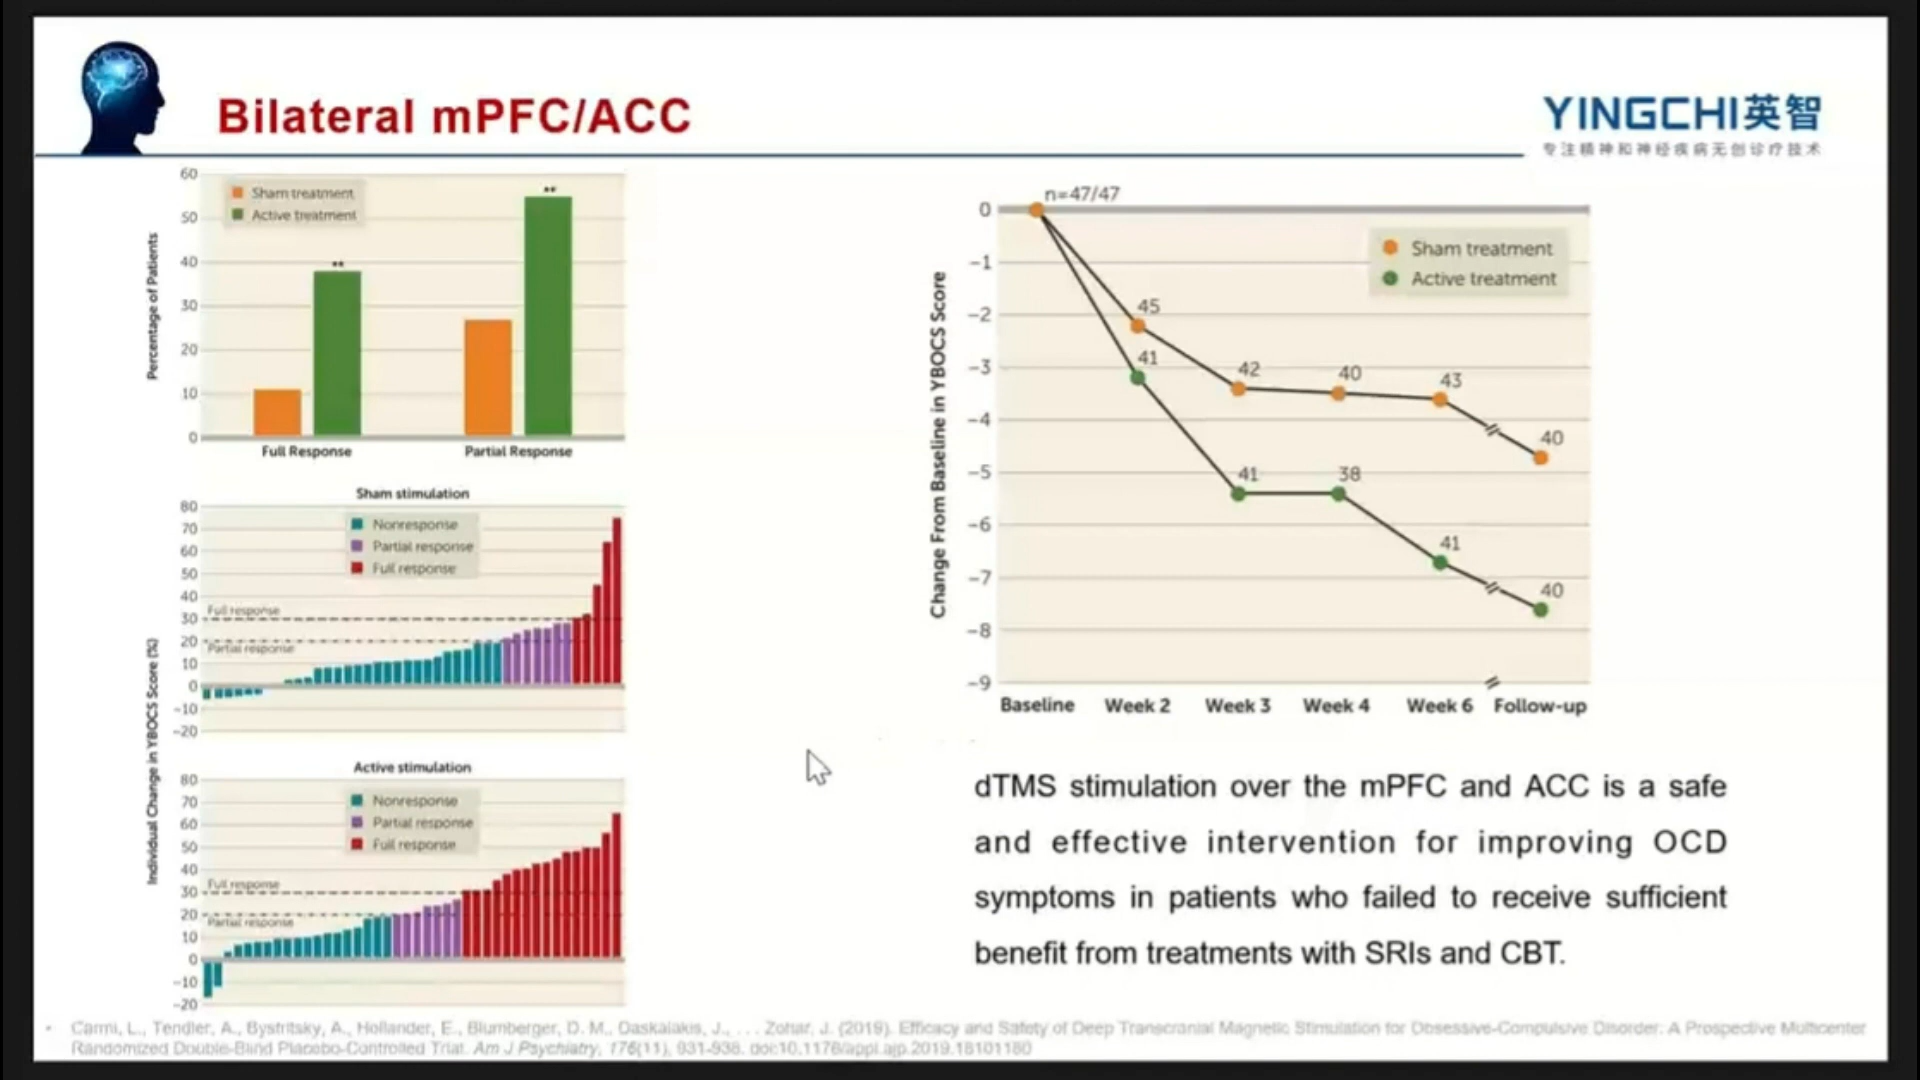 Bilateral mPFC/ACC
YINGCHI英智
专注精神和神经疾病无创诊疗技术
60
50
40
30
20
10
0
Percentage of Patients
Sham treatment
Active treatment
**
**
Full Response
Partial Response
Individual Change in YBOCS Score (%)
Sham stimulation
80
70
60
50
40
30
20
10
0
−10
−20
Nonresponse
Partial response
Full response
Full response
Partial response
Active stimulation
80
70
60
50
40
30
20
10
0
−10
−20
Nonresponse
Partial response
Full response
Full response
Partial response
n=47/47
0
−1
−2
−3
−4
−5
−6
−7
−8
−9
Change From Baseline in YBOCS Score
Sham treatment
Active treatment
45
42
40
43
40
41
41
38
41
40
Baseline
Week 2
Week 3
Week 4
Week 6
Follow-up
dTMS stimulation over the mPFC and ACC is a safe
and effective intervention for improving OCD
symptoms in patients who failed to receive sufficient
benefit from treatments with SRIs and CBT.
• Carmi, L., Tendler, A., Bystritsky, A., Hollander, E., Blumberger, D. M., Daskalakis, J., . . . Zohar, J. (2019). Efficacy and Safety of Deep Transcranial Magnetic Stimulation for Obsessive-Compulsive Disorder: A Prospective Multicenter
Randomized Double-Blind Placebo-Controlled Trial. Am J Psychiatry, 176(11), 931-938. doi:10.1176/appi.ajp.2019.18101180